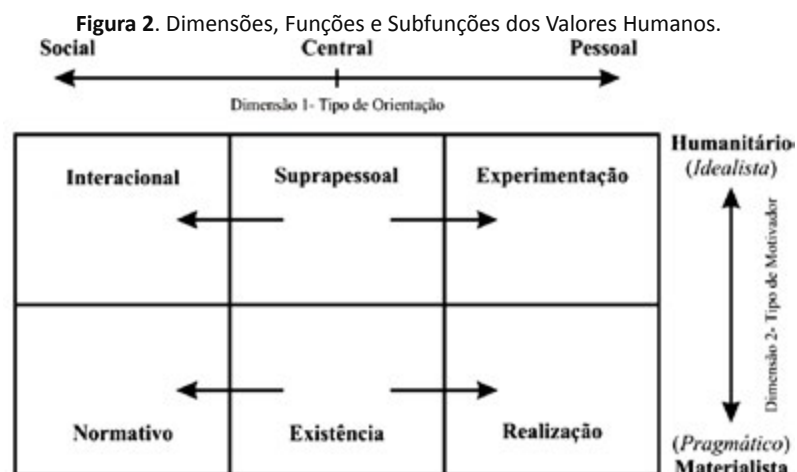 Figura 2. Dimensões, Funções e Subfunções dos Valores Humanos.
Social Central Pessoal
Dimensão 1- Tipo de Orientação
Humanitário
(Idealista)
Interacional Suprapessoal Experimentação
Dimensão 2- Tipo de Motivador
Normativo Existência Realização
(Pragmático)
Materialista